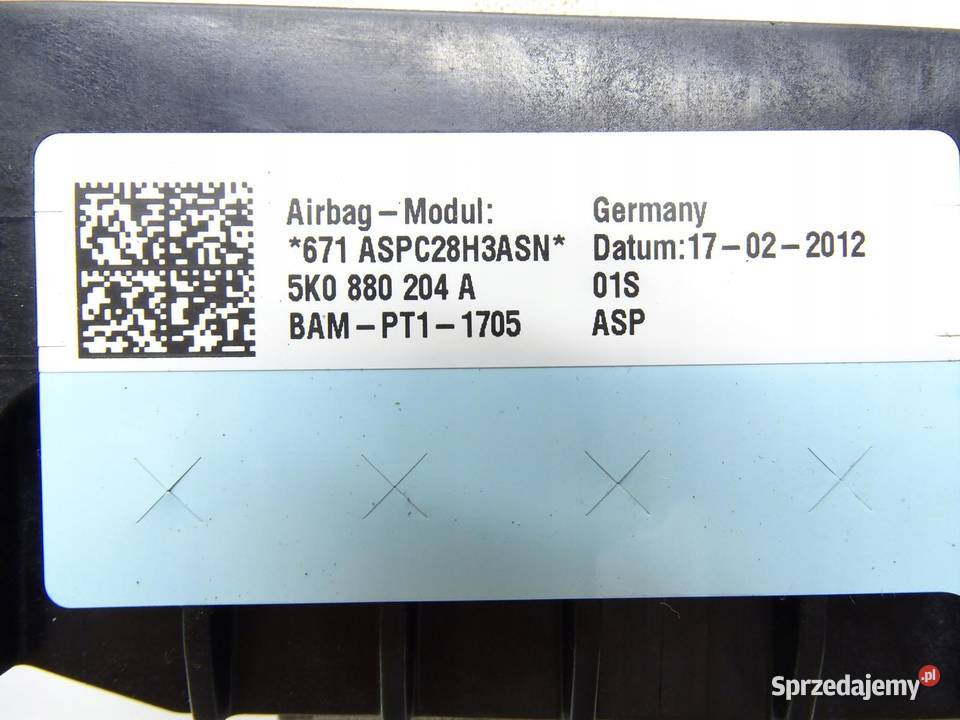 Airbag-Modul:
*671 ASPC28H3ASN*
5K0 880 204 A
BAM-PT1-1705
Germany
Datum:17-02-2012
01S
ASP
Sprzedajemy.pl